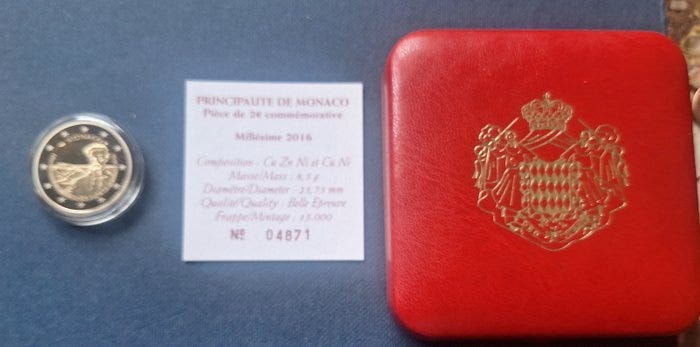 PRINCIPAUTE DE MONACO
Pièce de 2€ commémorative
Millésime 2016
Composition : Cu Zn Ni et Cu Ni
Masse/Mass : 8,5 g
Diamètre/Diameter : 25,75 mm
Qualité/Quality : Belle Epreuve
Frappe/Mintage : 15.000
Nº 04871
MONACO